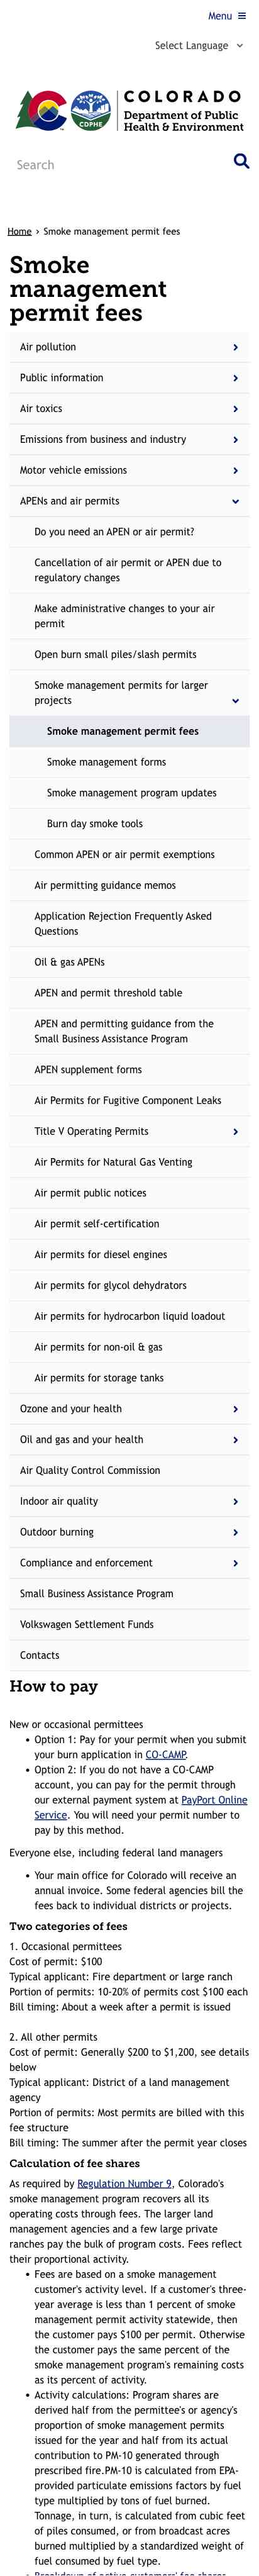 Menu
Select Language
COLORADO
Department of Public
Health & Environment
CDPHE
Search
Home › Smoke management permit fees
Smoke
management
permit fees
Air pollution
Public information
Air toxics
Emissions from business and industry
Motor vehicle emissions
APENs and air permits
Do you need an APEN or air permit?
Cancellation of air permit or APEN due to
regulatory changes
Make administrative changes to your air
permit
Open burn small piles/slash permits
Smoke management permits for larger
projects
Smoke management permit fees
Smoke management forms
Smoke management program updates
Burn day smoke tools
Common APEN or air permit exemptions
Air permitting guidance memos
Application Rejection Frequently Asked
Questions
Oil & gas APENs
APEN and permit threshold table
APEN and permitting guidance from the
Small Business Assistance Program
APEN supplement forms
Air Permits for Fugitive Component Leaks
Title V Operating Permits
Air Permits for Natural Gas Venting
Air permit public notices
Air permit self-certification
Air permits for diesel engines
Air permits for glycol dehydrators
Air permits for hydrocarbon liquid loadout
Air permits for non-oil & gas
Air permits for storage tanks
Ozone and your health
Oil and gas and your health
Air Quality Control Commission
Indoor air quality
Outdoor burning
Compliance and enforcement
Small Business Assistance Program
Volkswagen Settlement Funds
Contacts
How to pay
New or occasional permittees
• Option 1: Pay for your permit when you submit
your burn application in CO-CAMP.
• Option 2: If you do not have a CO-CAMP
account, you can pay for the permit through
our external payment system at PayPort Online
Service. You will need your permit number to
pay by this method.
Everyone else, including federal land managers
• Your main office for Colorado will receive an
annual invoice. Some federal agencies bill the
fees back to individual districts or projects.
Two categories of fees
1. Occasional permittees
Cost of permit: $100
Typical applicant: Fire department or large ranch
Portion of permits: 10-20% of permits cost $100 each
Bill timing: About a week after a permit is issued
2. All other permits
Cost of permit: Generally $200 to $1,200, see details
below
Typical applicant: District of a land management
agency
Portion of permits: Most permits are billed with this
fee structure
Bill timing: The summer after the permit year closes
Calculation of fee shares
As required by Regulation Number 9, Colorado's
smoke management program recovers all its
operating costs through fees. The larger land
management agencies and a few large private
ranches pay the bulk of program costs. Fees reflect
their proportional activity.
• Fees are based on a smoke management
customer's activity level. If a customer's three-
year average is less than 1 percent of smoke
management permit activity statewide, then
the customer pays $100 per permit. Otherwise
the customer pays the same percent of the
smoke management program's remaining costs
as its percent of activity.
• Activity calculations: Program shares are
derived half from the permittee's or agency's
proportion of smoke management permits
issued for the year and half from its actual
contribution to PM-10 generated through
prescribed fire.PM-10 is calculated from EPA-
provided particulate emissions factors by fuel
type multiplied by tons of fuel burned.
Tonnage, in turn, is calculated from cubic feet
of piles consumed, or from broadcast acres
burned multiplied by a standardized weight of
fuel consumed by fuel type.
• Breakdown of active customers' fee shares